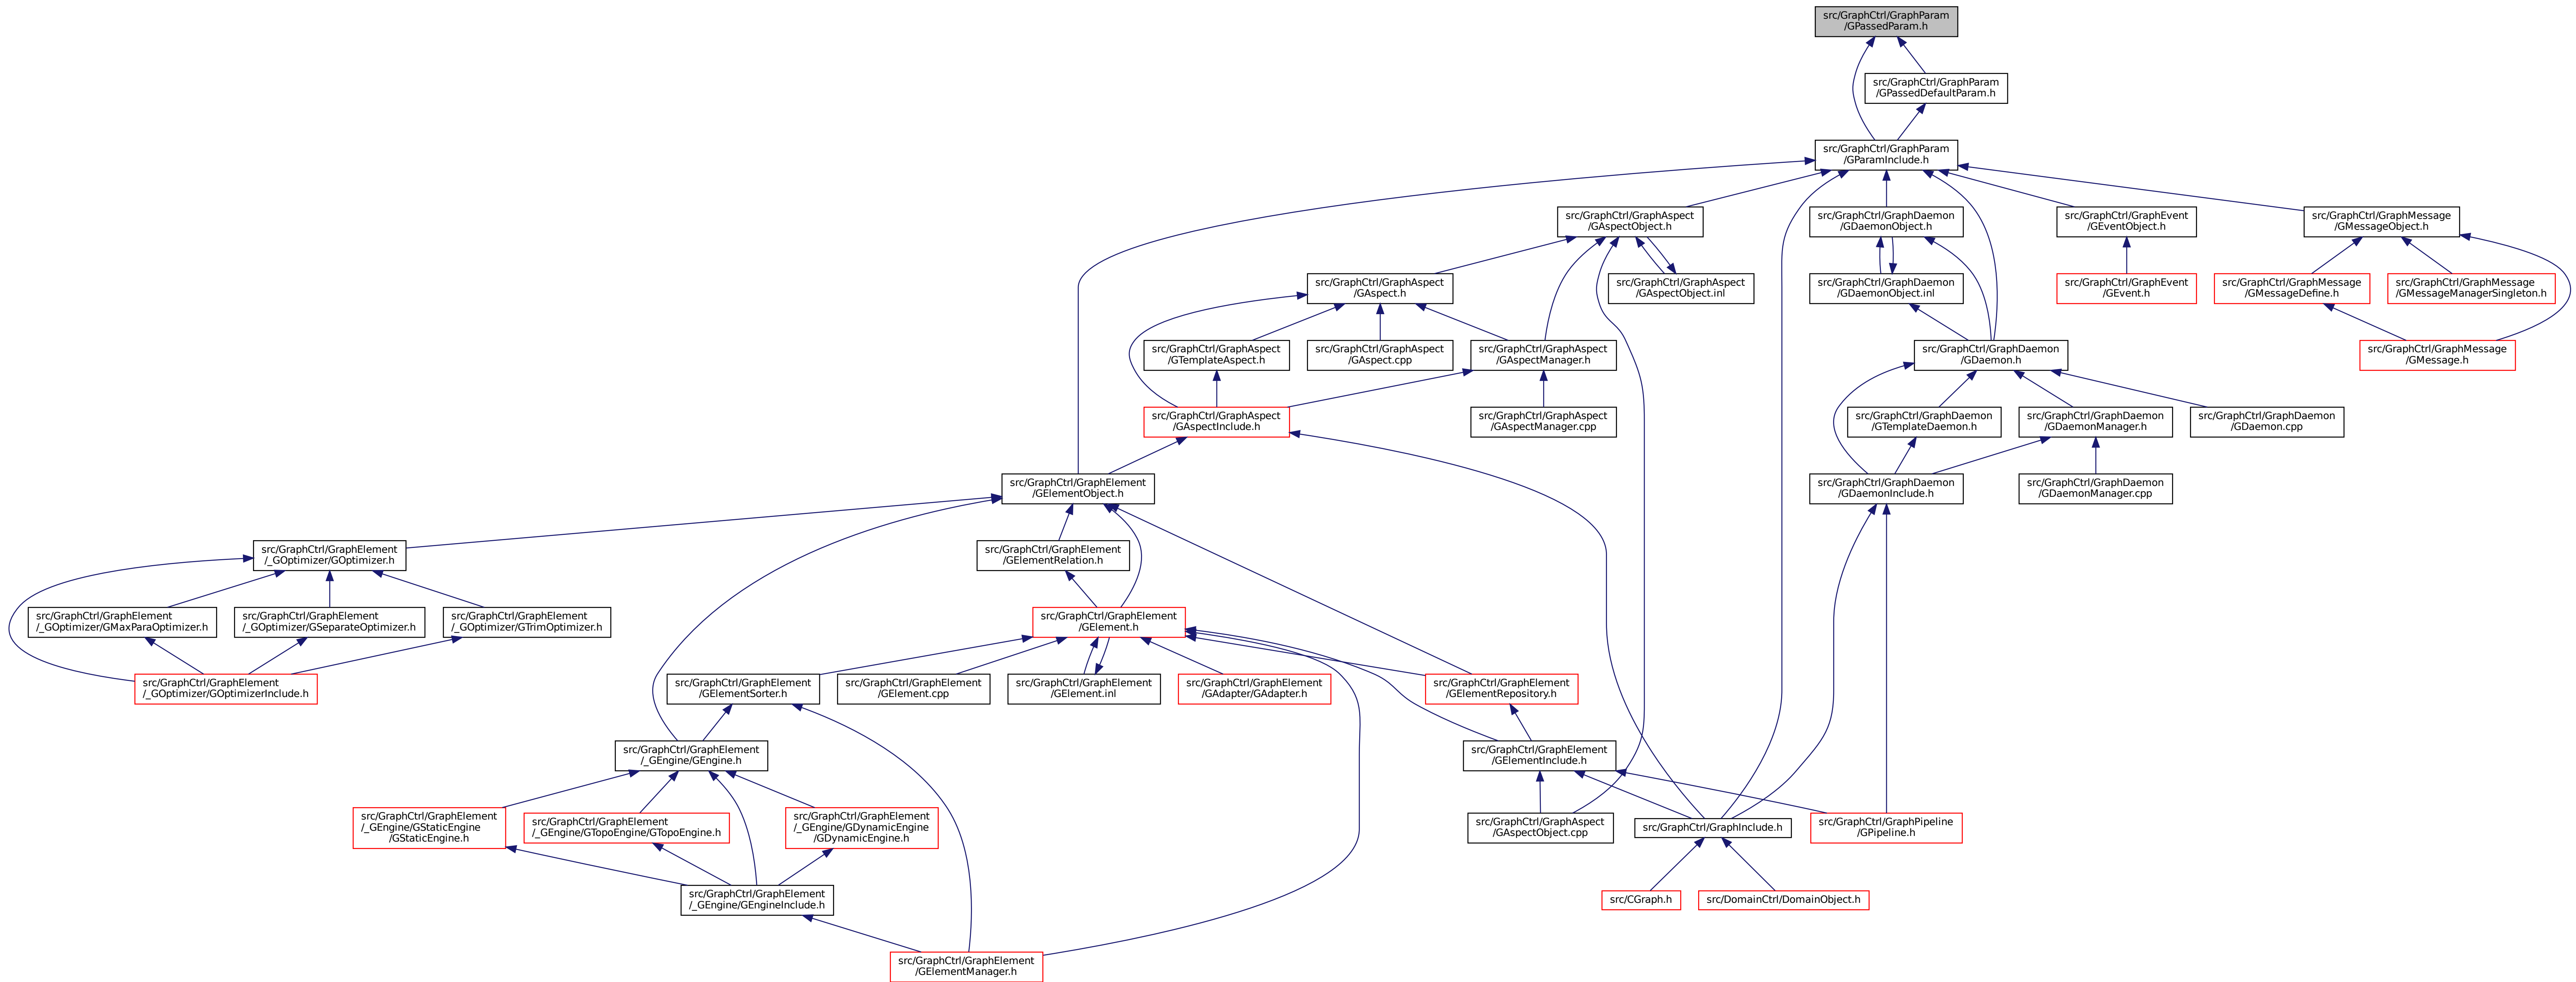 src/GraphCtrl/GraphParam
/GPassedParam.h
src/GraphCtrl/GraphParam
/GPassedDefaultParam.h
src/GraphCtrl/GraphParam
/GParamInclude.h
src/GraphCtrl/GraphAspect
/GAspectObject.h
src/GraphCtrl/GraphDaemon
/GDaemonObject.h
src/GraphCtrl/GraphEvent
/GEventObject.h
src/GraphCtrl/GraphMessage
/GMessageObject.h
src/GraphCtrl/GraphAspect
/GAspect.h
src/GraphCtrl/GraphAspect
/GAspectObject.inl
src/GraphCtrl/GraphDaemon
/GDaemonObject.inl
src/GraphCtrl/GraphEvent
/GEvent.h
src/GraphCtrl/GraphMessage
/GMessageDefine.h
src/GraphCtrl/GraphMessage
/GMessageManagerSingleton.h
src/GraphCtrl/GraphAspect
/GTemplateAspect.h
src/GraphCtrl/GraphAspect
/GAspect.cpp
src/GraphCtrl/GraphAspect
/GAspectManager.h
src/GraphCtrl/GraphDaemon
/GDaemon.h
src/GraphCtrl/GraphMessage
/GMessage.h
src/GraphCtrl/GraphAspect
/GAspectInclude.h
src/GraphCtrl/GraphAspect
/GAspectManager.cpp
src/GraphCtrl/GraphDaemon
/GTemplateDaemon.h
src/GraphCtrl/GraphDaemon
/GDaemonManager.h
src/GraphCtrl/GraphDaemon
/GDaemon.cpp
src/GraphCtrl/GraphElement
/GElementObject.h
src/GraphCtrl/GraphDaemon
/GDaemonInclude.h
src/GraphCtrl/GraphDaemon
/GDaemonManager.cpp
src/GraphCtrl/GraphElement
/_GOptimizer/GOptimizer.h
src/GraphCtrl/GraphElement
/GElementRelation.h
src/GraphCtrl/GraphElement
/_GOptimizer/GMaxParaOptimizer.h
src/GraphCtrl/GraphElement
/_GOptimizer/GSeparateOptimizer.h
src/GraphCtrl/GraphElement
/_GOptimizer/GTrimOptimizer.h
src/GraphCtrl/GraphElement
/GElement.h
src/GraphCtrl/GraphElement
/_GOptimizer/GOptimizerInclude.h
src/GraphCtrl/GraphElement
/GElementSorter.h
src/GraphCtrl/GraphElement
/GElement.cpp
src/GraphCtrl/GraphElement
/GElement.inl
src/GraphCtrl/GraphElement
/GAdapter/GAdapter.h
src/GraphCtrl/GraphElement
/GElementRepository.h
src/GraphCtrl/GraphElement
/_GEngine/GEngine.h
src/GraphCtrl/GraphElement
/GElementInclude.h
src/GraphCtrl/GraphElement
/_GEngine/GStaticEngine
/GStaticEngine.h
src/GraphCtrl/GraphElement
/_GEngine/GTopoEngine/GTopoEngine.h
src/GraphCtrl/GraphElement
/_GEngine/GDynamicEngine
/GDynamicEngine.h
src/GraphCtrl/GraphAspect
/GAspectObject.cpp
src/GraphCtrl/GraphInclude.h
src/GraphCtrl/GraphPipeline
/GPipeline.h
src/GraphCtrl/GraphElement
/_GEngine/GEngineInclude.h
src/CGraph.h
src/DomainCtrl/DomainObject.h
src/GraphCtrl/GraphElement
/GElementManager.h